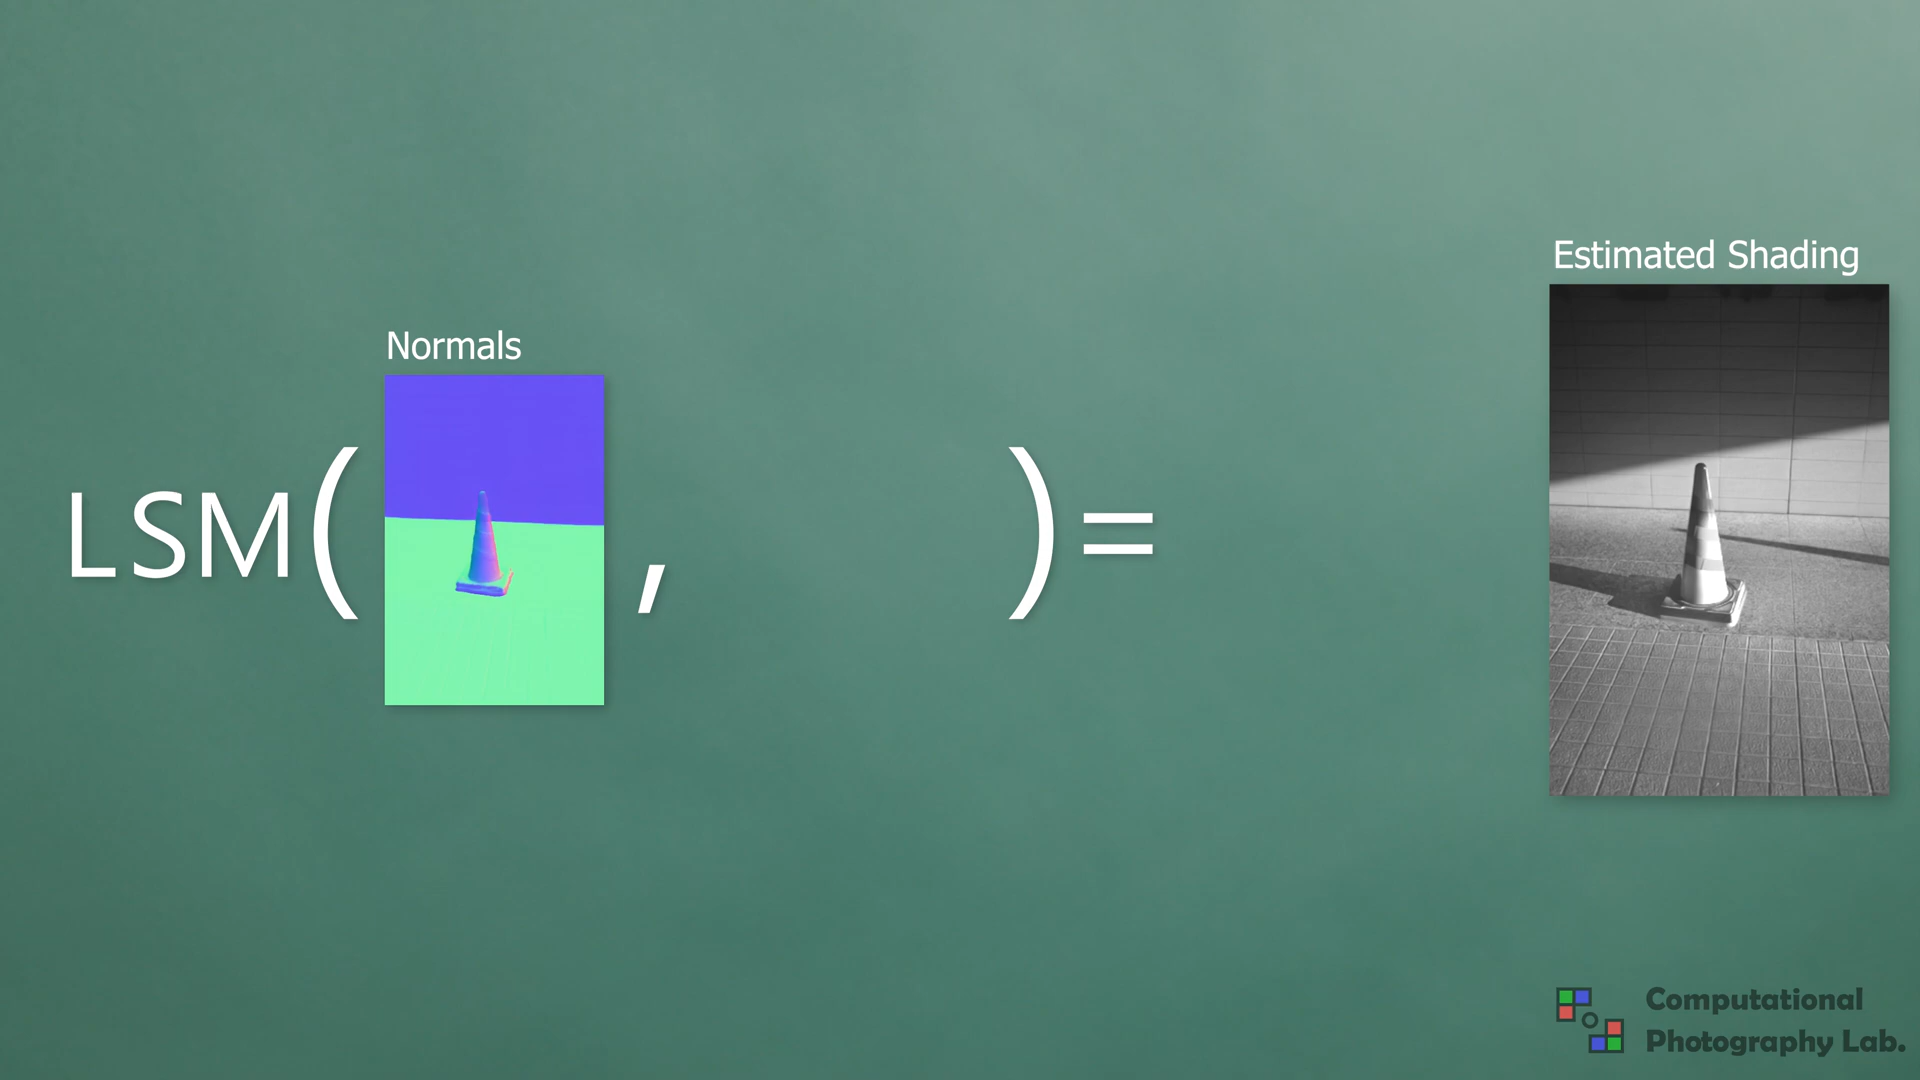 Estimated Shading
Normals
LSM( , )=
Computational
Photography Lab.